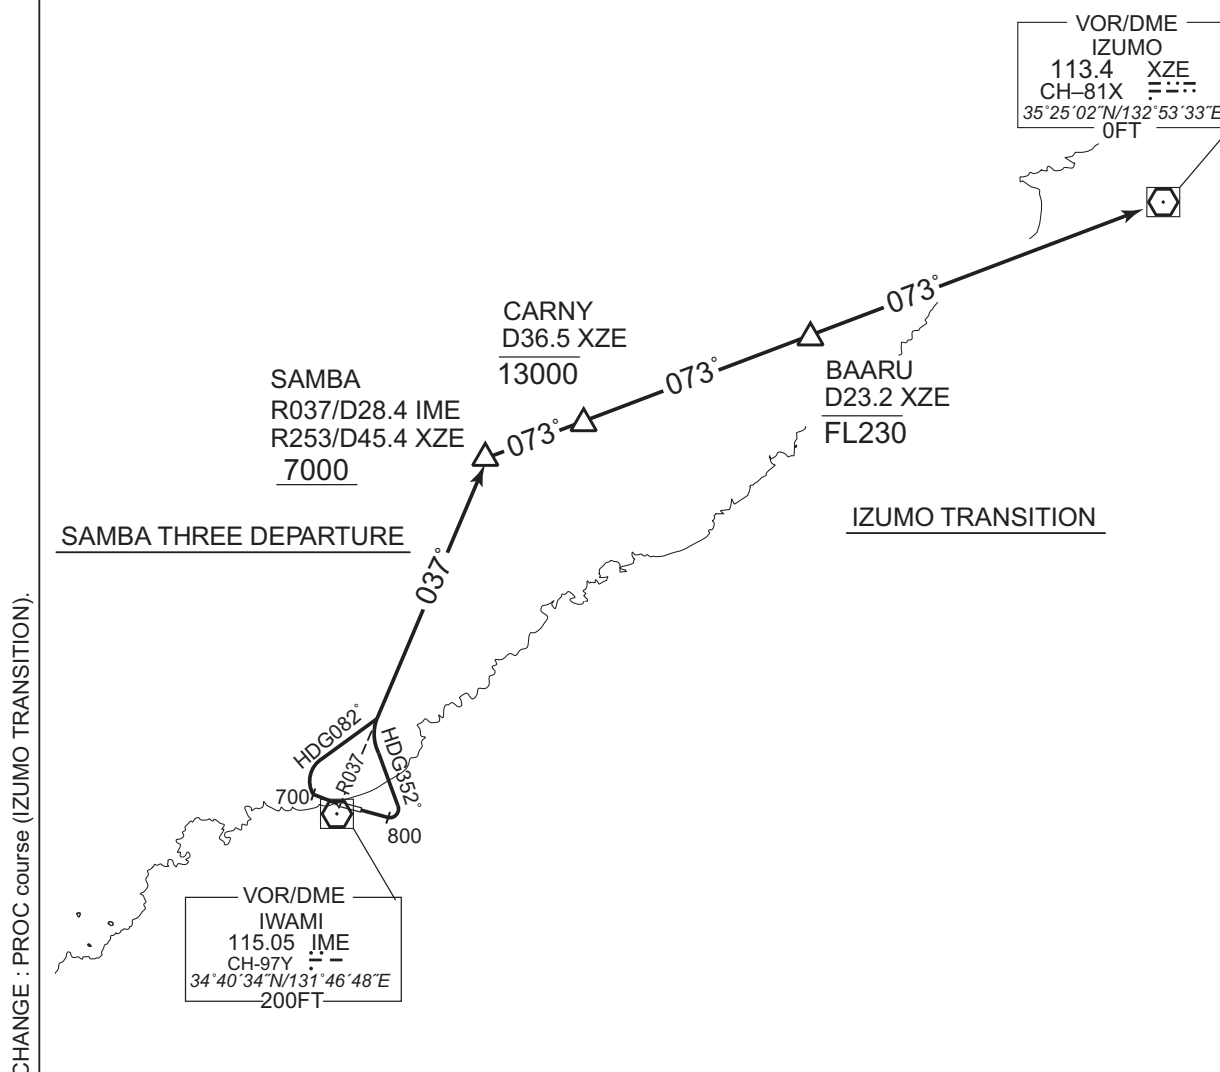 VOR/DME
IZUMO
113.4 XZE
CH–81X
35°25´02˝N/132°53´33˝E
0FT
073°
CARNY
D36.5 XZE
13000
073°
BAARU
D23.2 XZE
FL230
SAMBA
R037/D28.4 IME
R253/D45.4 XZE
7000
073°
SAMBA THREE DEPARTURE
IZUMO TRANSITION
037°
HDG082°
R037
HDG352°
700
800
VOR/DME
IWAMI
115.05 IME
CH-97Y
34°40´34˝N/131°46´48˝E
200FT
CHANGE : PROC course (IZUMO TRANSITION).